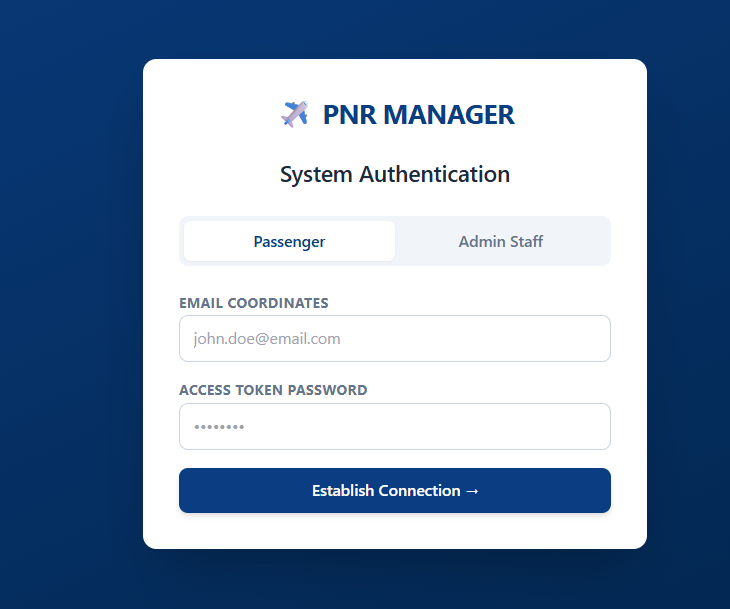 PNR MANAGER
System Authentication
Passenger
Admin Staff
EMAIL COORDINATES
john.doe@email.com
ACCESS TOKEN PASSWORD
••••••••
Establish Connection →